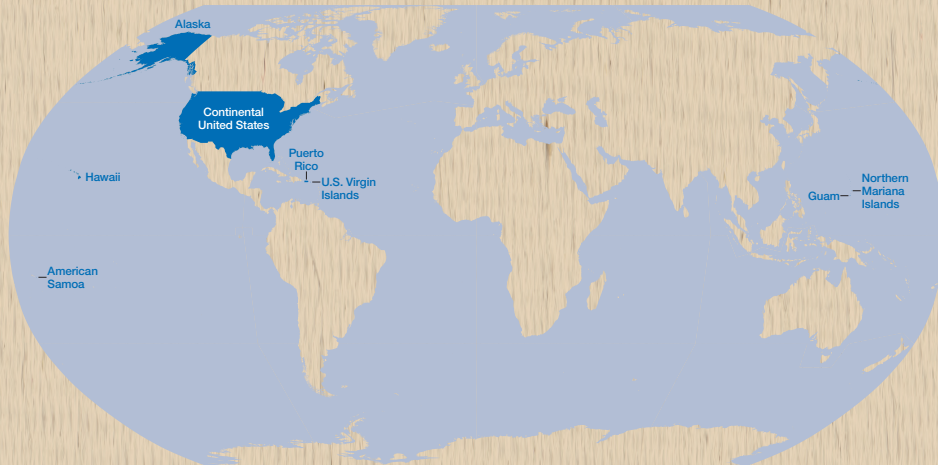 Alaska
Continental
United States
Puerto
Rico
U.S. Virgin
Islands
Hawaii
Northern
Mariana
Islands
Guam
American
Samoa